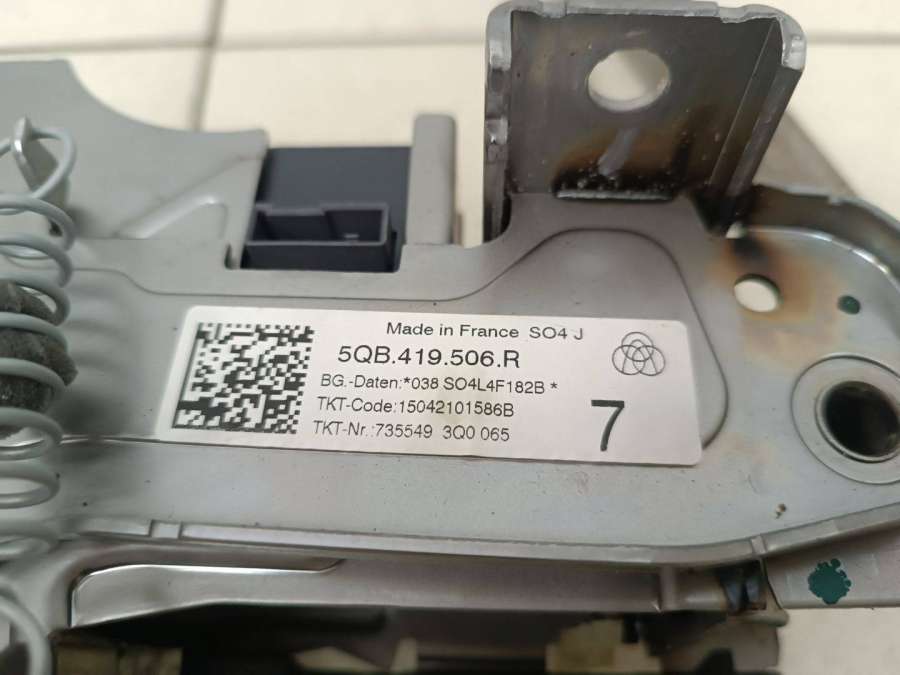 Made in France SO4 J
5QB.419.506.R
BG.-Daten:*038 SO4L4F182B *
TKT-Code:15042101586B
TKT-Nr.:735549 3Q0 065
7